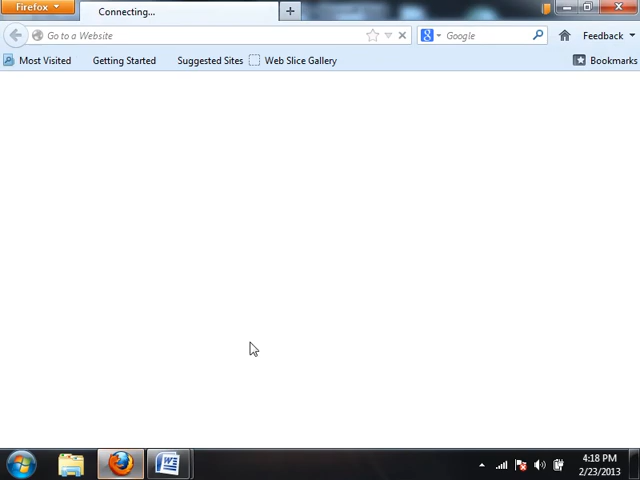 Firefox
Connecting...
Go to a Website
Google
Feedback
Most Visited
Getting Started
Suggested Sites
Web Slice Gallery
Bookmarks
4:18 PM
2/23/2013